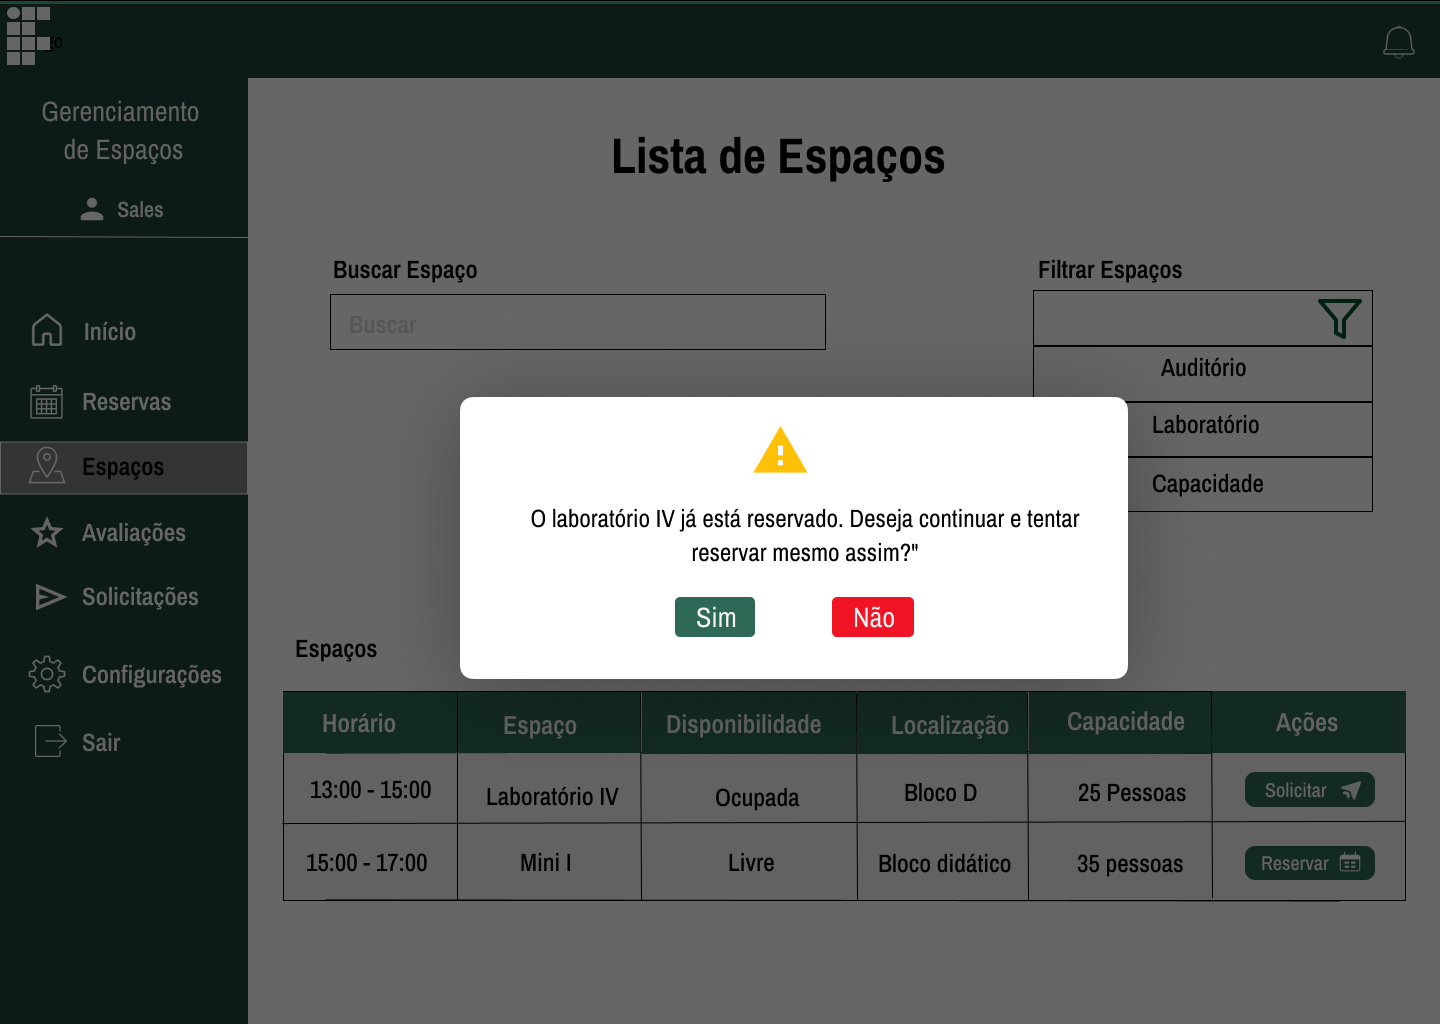 go
Gerenciamento
de Espaços
Sales
Início
Reservas
Espaços
Avaliações
Solicitações
Configurações
Sair
Lista de Espaços
Buscar Espaço
Buscar
Filtrar Espaços
Auditório
Laboratório
Capacidade
O laboratório IV já está reservado. Deseja continuar e tentar
reservar mesmo assim?"
Sim Não
Espaços
Horário Espaço Disponibilidade Localização Capacidade Ações
13:00 - 15:00 Laboratório IV Ocupada Bloco D 25 Pessoas Solicitar
15:00 - 17:00 Mini I Livre Bloco didático 35 pessoas Reservar